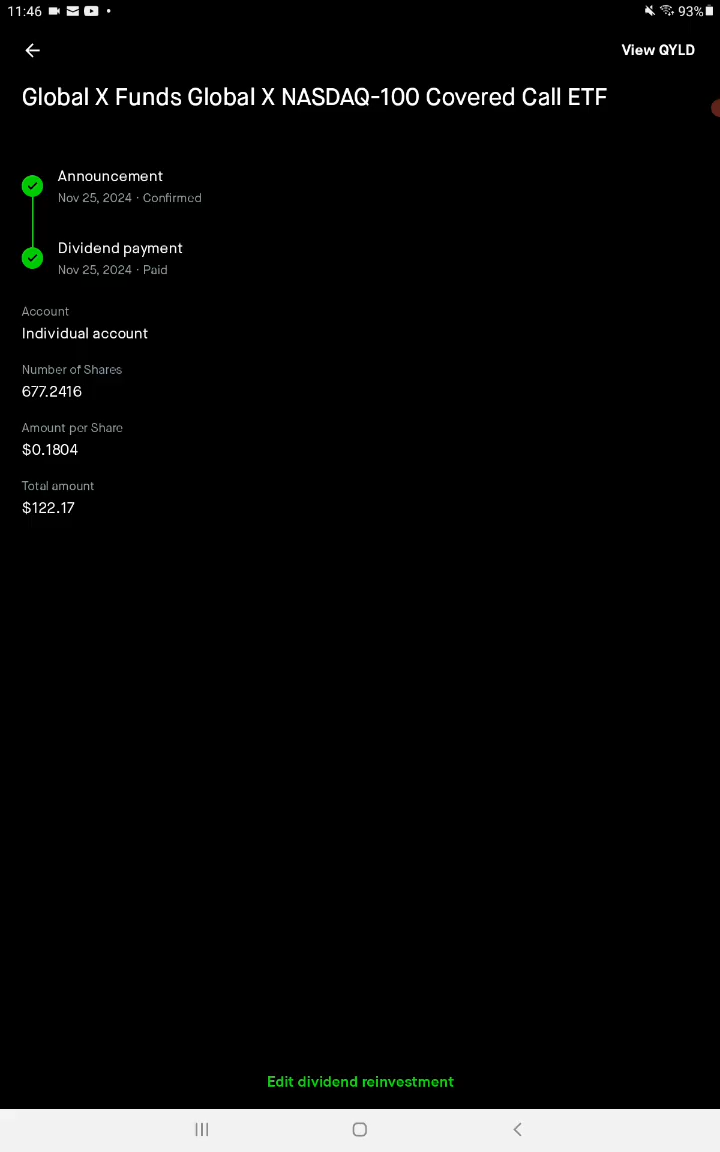 11:46 93%
View QYLD
Global X Funds Global X NASDAQ-100 Covered Call ETF
Announcement
Nov 25, 2024 · Confirmed
Dividend payment
Nov 25, 2024 · Paid
Account
Individual account
Number of Shares
677.2416
Amount per Share
$0.1804
Total amount
$122.17
Edit dividend reinvestment